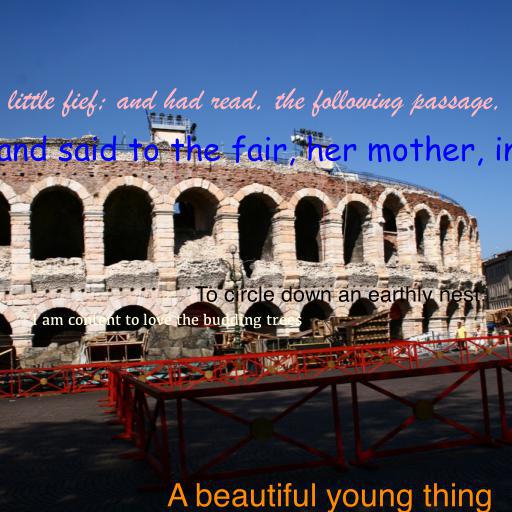 little fief; and had read, the following passage,
and said to the fair, her mother, in
To circle down an earthly nest.
I am content to love the budding trees
A beautiful young thing